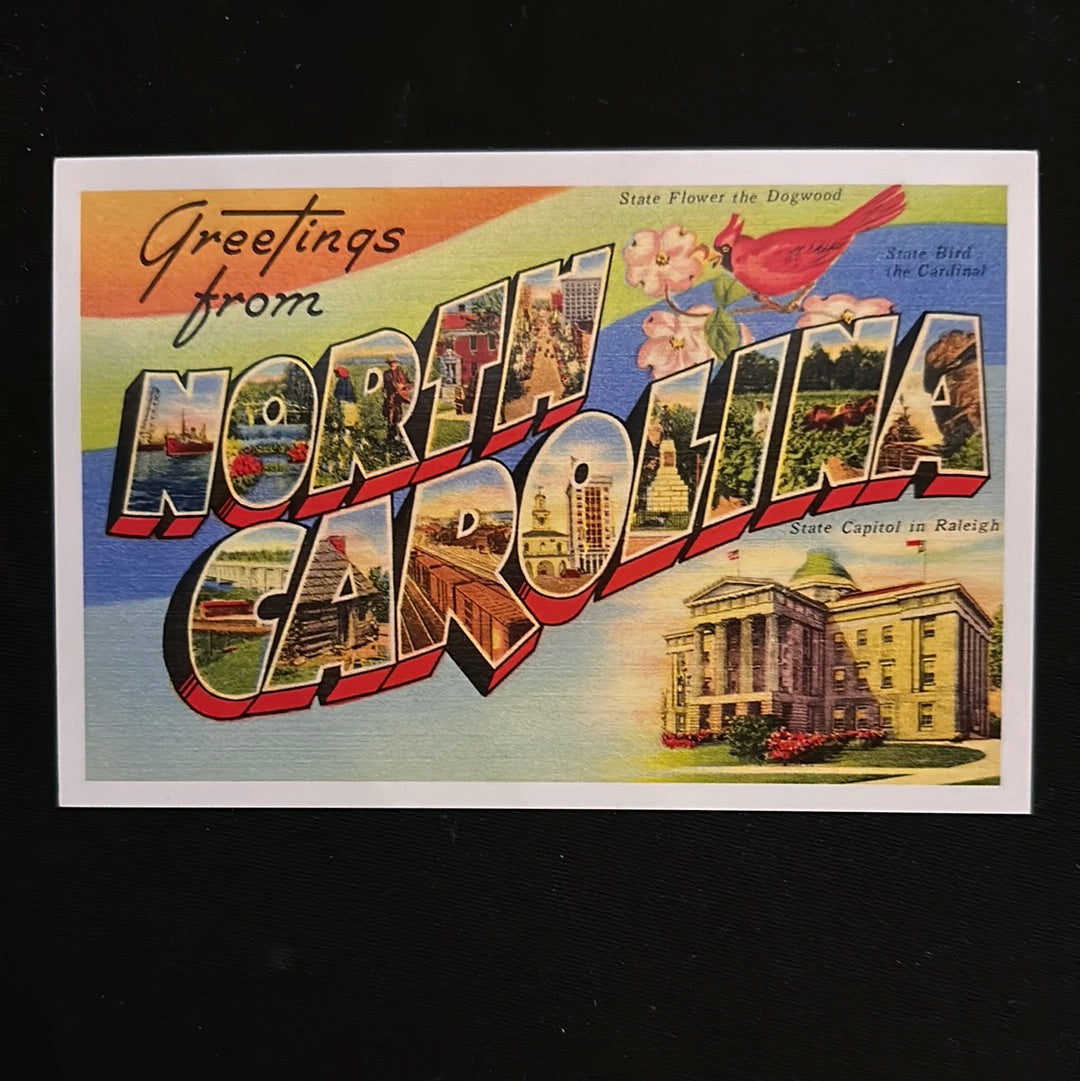 Greetings
from
NORTH
CAROLINA
State Flower the Dogwood
State Bird
the Cardinal
State Capitol in Raleigh